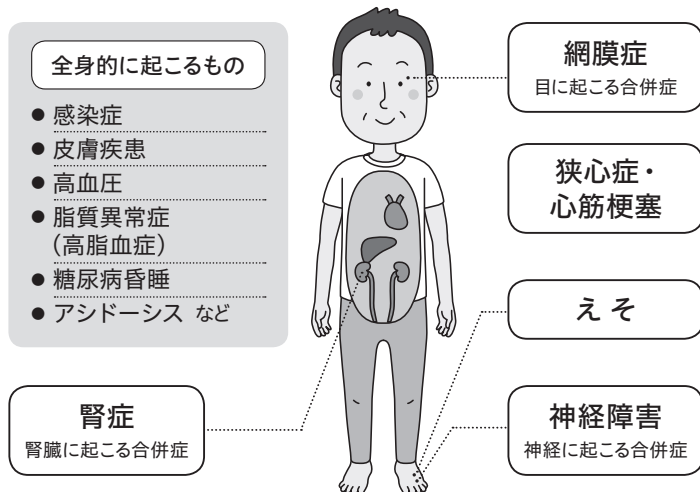 全身的に起こるもの
● 感染症
● 皮膚疾患
● 高血圧
● 脂質異常症
(高脂血症)
● 糖尿病昏睡
● アシドーシス など
網膜症
目に起こる合併症
狭心症・
心筋梗塞
えそ
腎症
腎臓に起こる合併症
神経障害
神経に起こる合併症